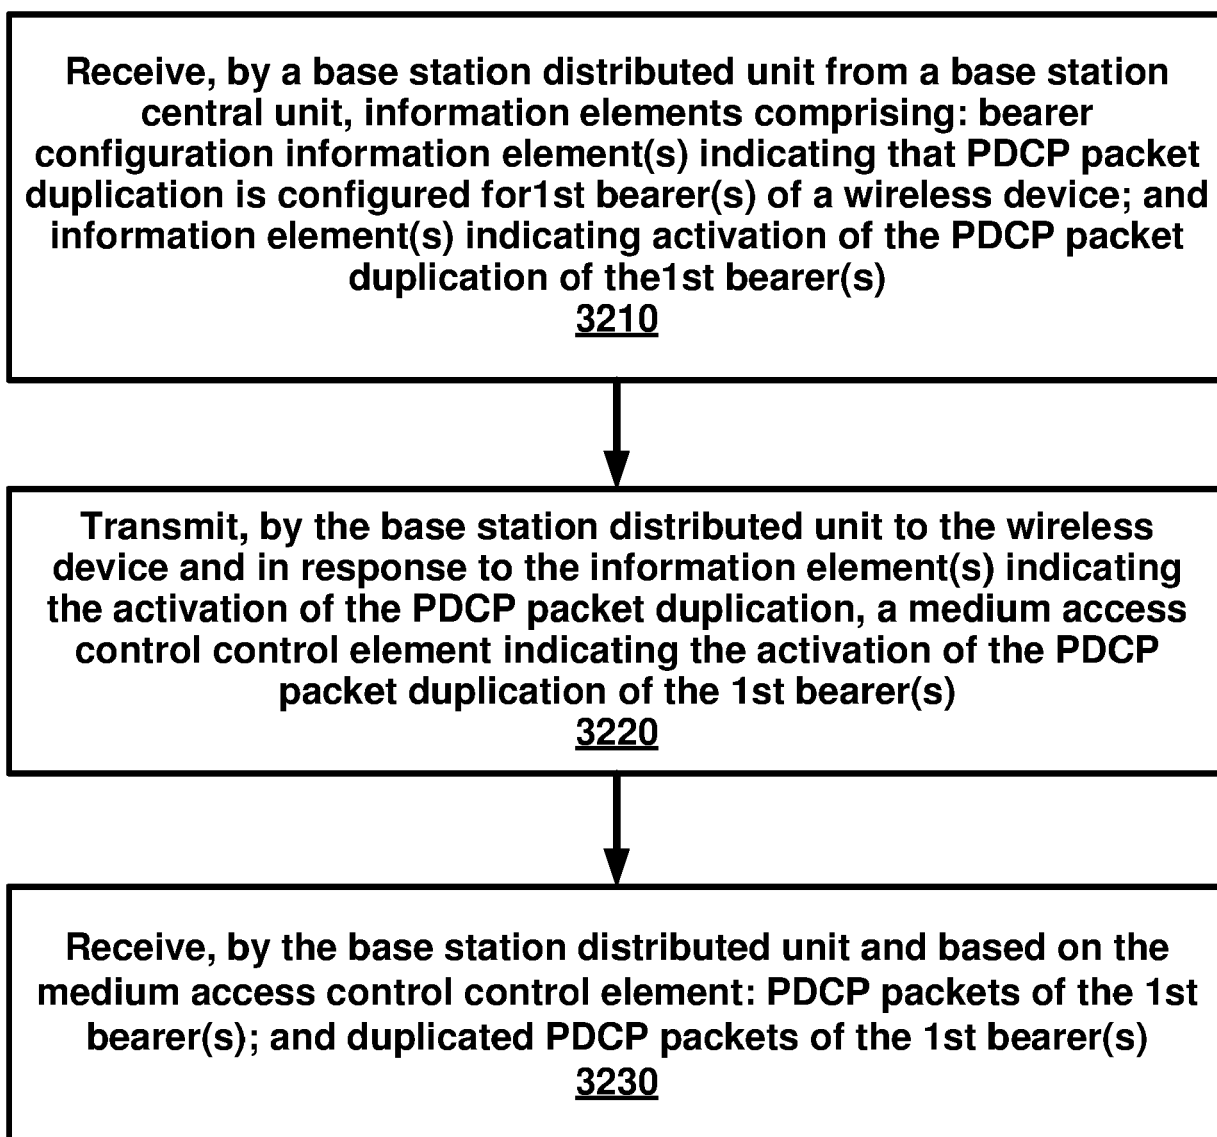 Receive, by a base station distributed unit from a base station
central unit, information elements comprising: bearer
configuration information element(s) indicating that PDCP packet
duplication is configured for1st bearer(s) of a wireless device; and
information element(s) indicating activation of the PDCP packet
duplication of the1st bearer(s)
3210
Transmit, by the base station distributed unit to the wireless
device and in response to the information element(s) indicating
the activation of the PDCP packet duplication, a medium access
control control element indicating the activation of the PDCP
packet duplication of the 1st bearer(s)
3220
Receive, by the base station distributed unit and based on the
medium access control control element: PDCP packets of the 1st
bearer(s); and duplicated PDCP packets of the 1st bearer(s)
3230